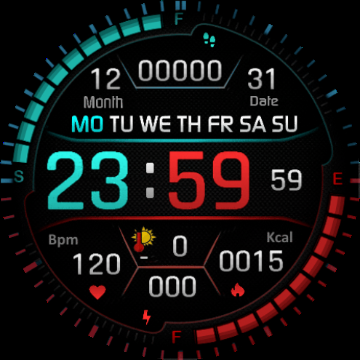 F
00000
12 31
Month Date
MO TU WE TH FR SA SU
S E
23:59 59
Bpm 0 Kcal
120 0015
000
F